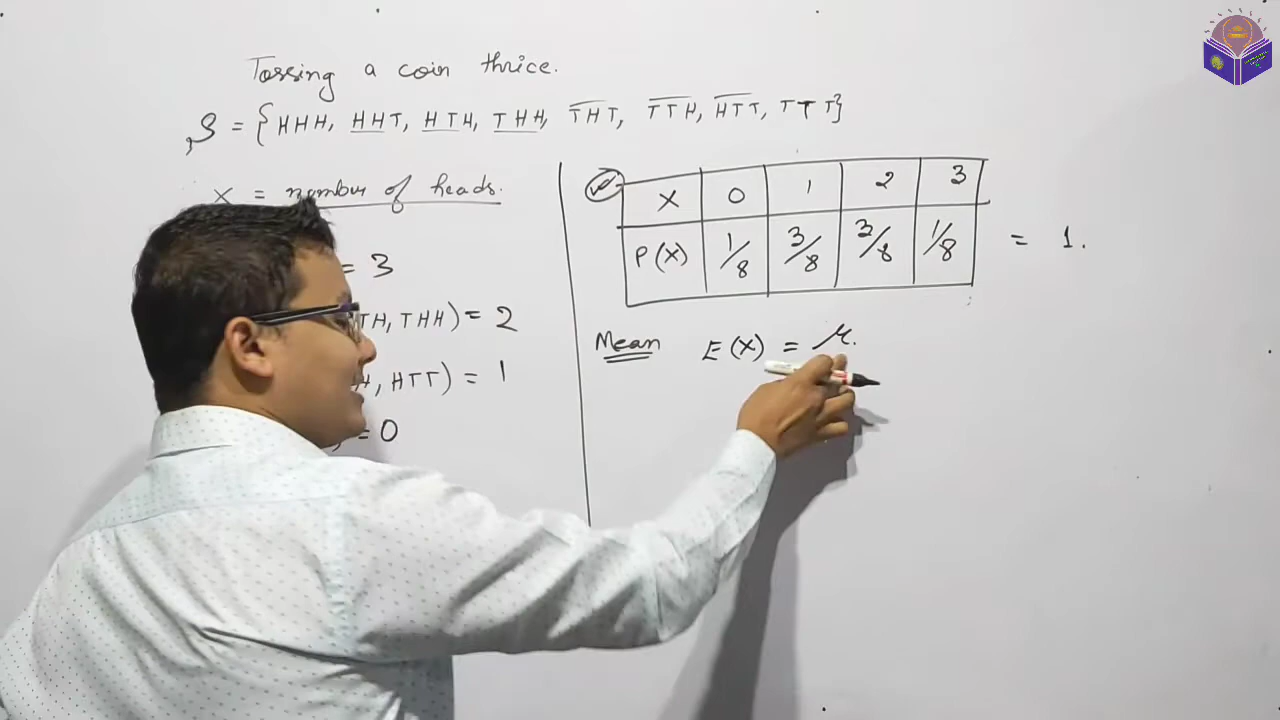 Tossing a coin thrice.
S = {HHH, HHT, HTH, THH, THT, TTH, HTT, TTT}
X = number of heads.
= 3
TH, THH) = 2
H, HTT) = 1
= 0
X 0 1 2 3
P(X) 1/8 3/8 3/8 1/8 = 1.
Mean E(X) = μ.